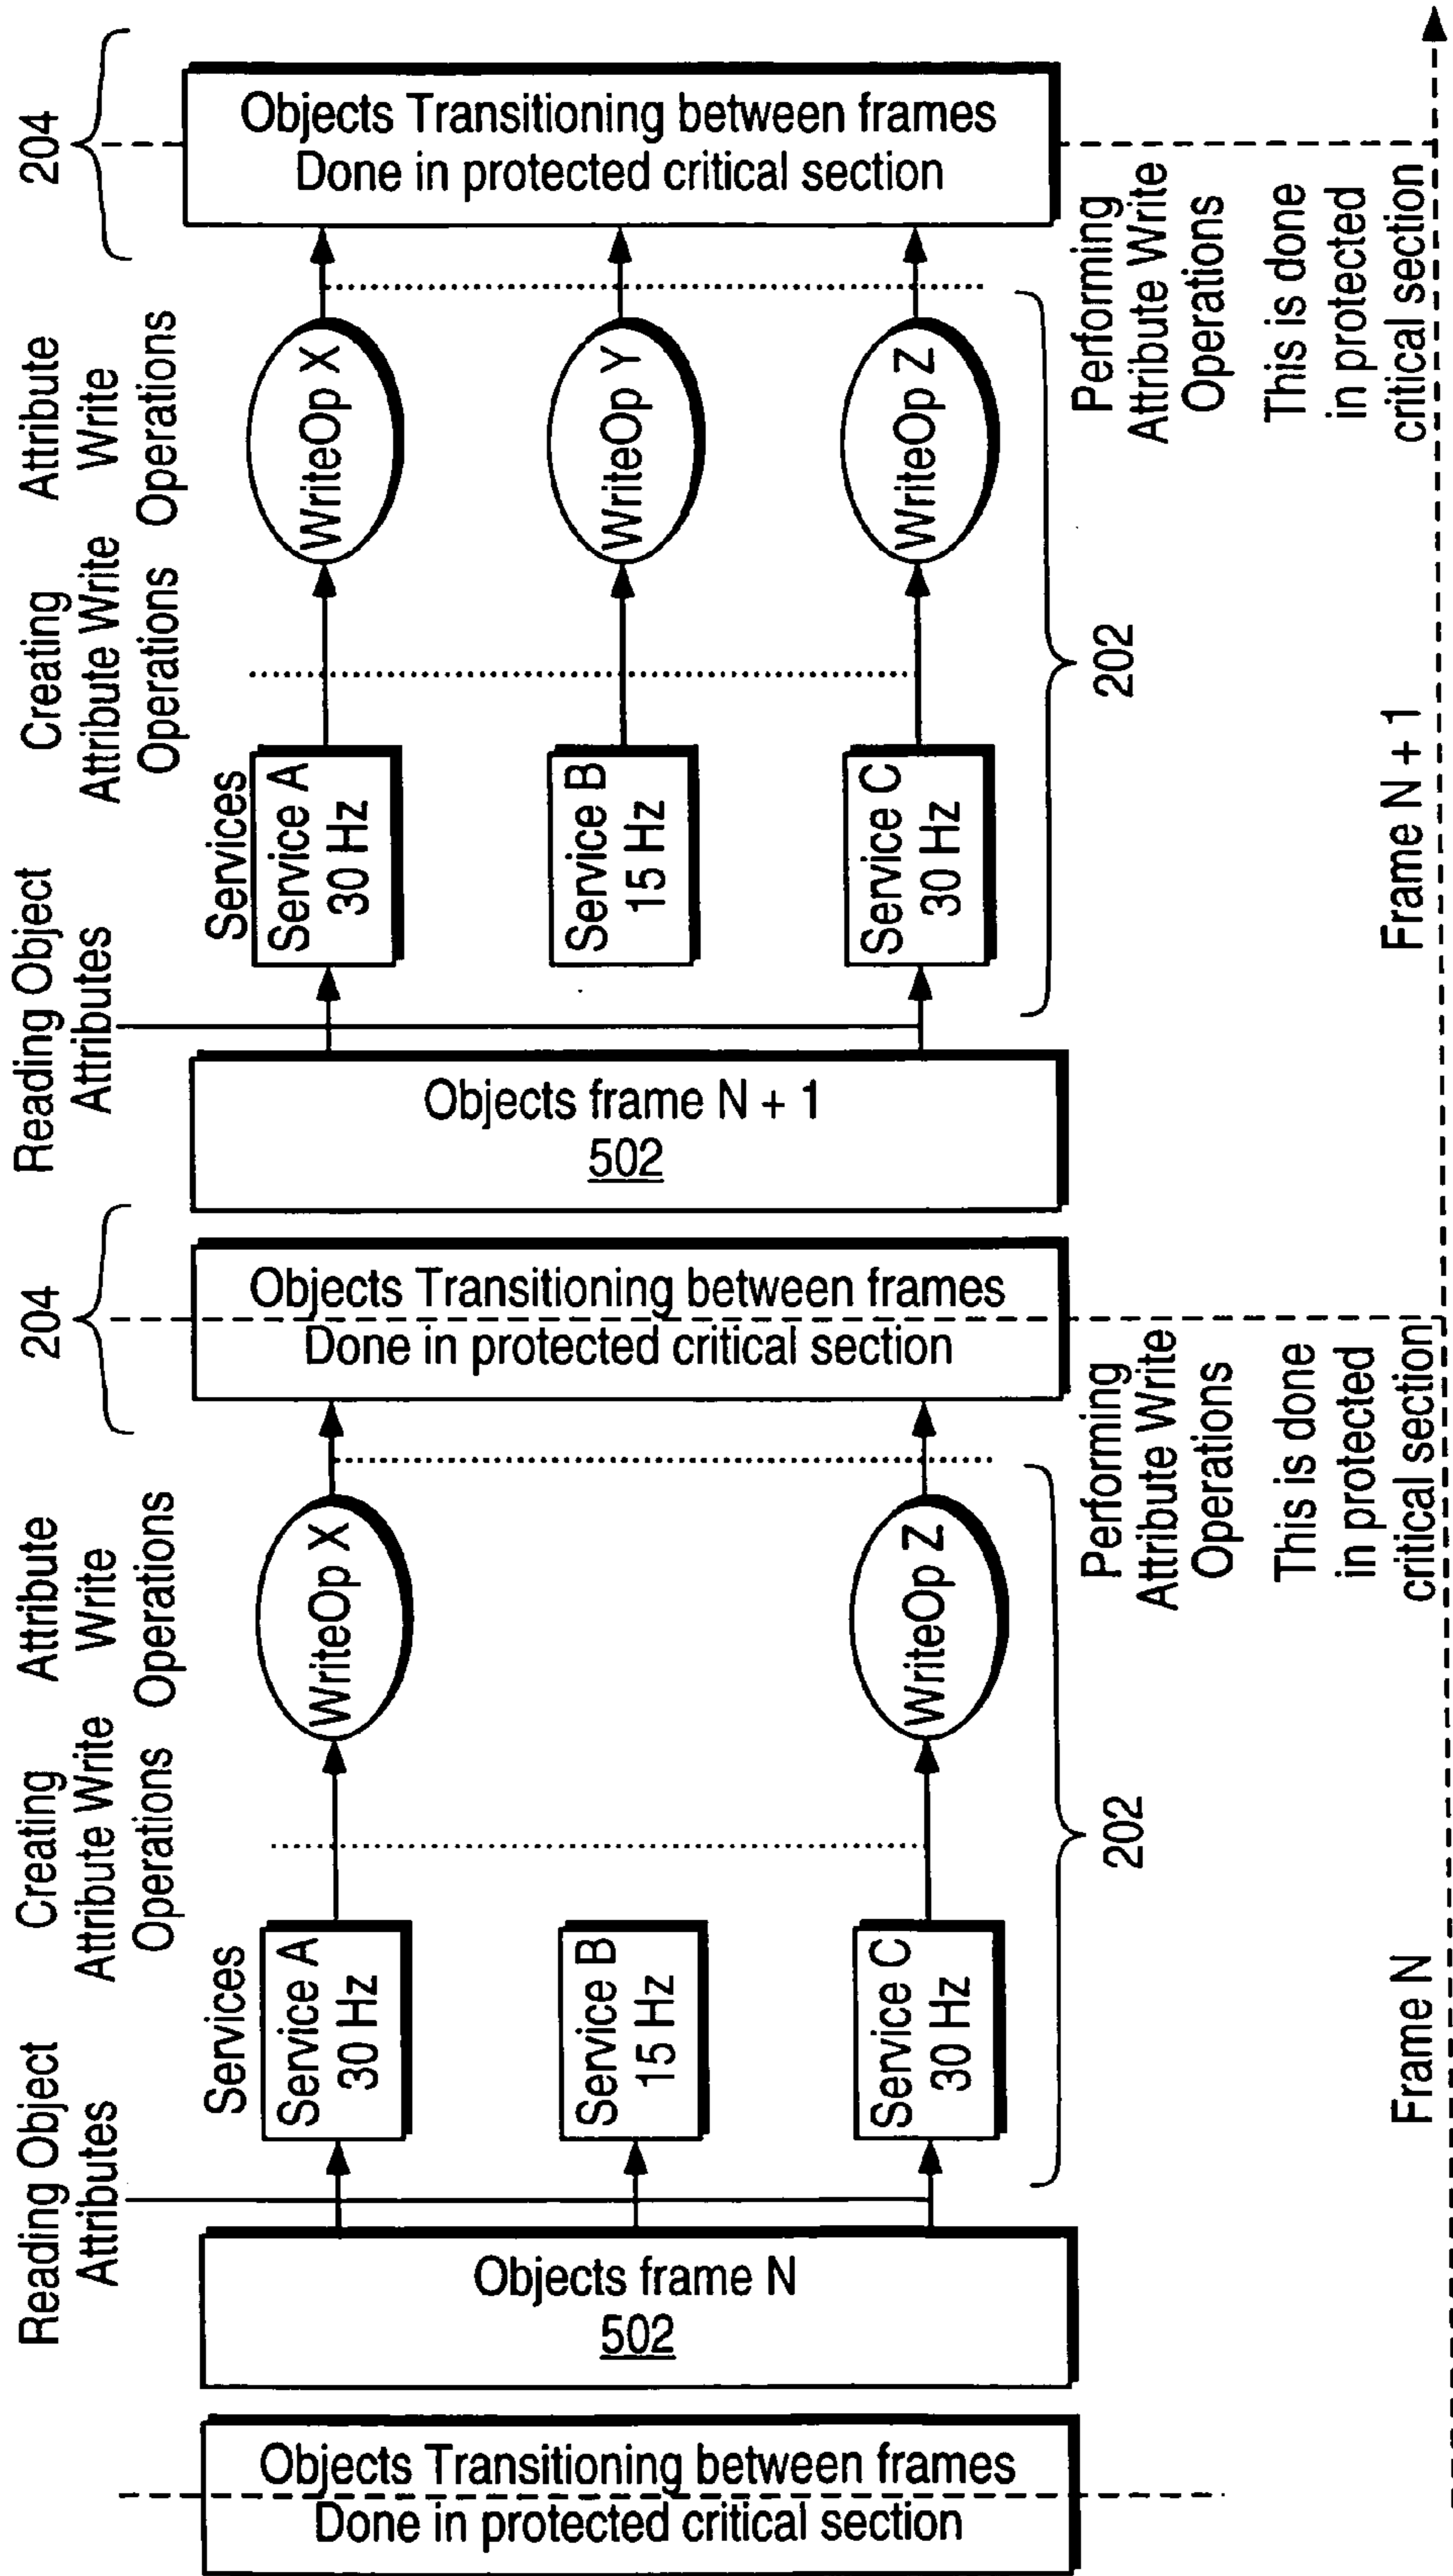 Objects Transitioning between frames
Done in protected critical section
Objects frame N
502
Reading Object
Attributes
Services
Service A
30 Hz
Service B
15 Hz
Service C
30 Hz
Creating
Attribute Write
Operations
Attribute
Write
Operations
WriteOp X
WriteOp Z
202
204
Objects Transitioning between frames
Done in protected critical section
Performing
Attribute Write
Operations
This is done
in protected
critical section
Frame N
Objects frame N + 1
502
Reading Object
Attributes
Services
Service A
30 Hz
Service B
15 Hz
Service C
30 Hz
Creating
Attribute Write
Operations
Attribute
Write
Operations
WriteOp X
WriteOp Y
WriteOp Z
202
204
Objects Transitioning between frames
Done in protected critical section
Performing
Attribute Write
Operations
This is done
in protected
critical section
Frame N + 1